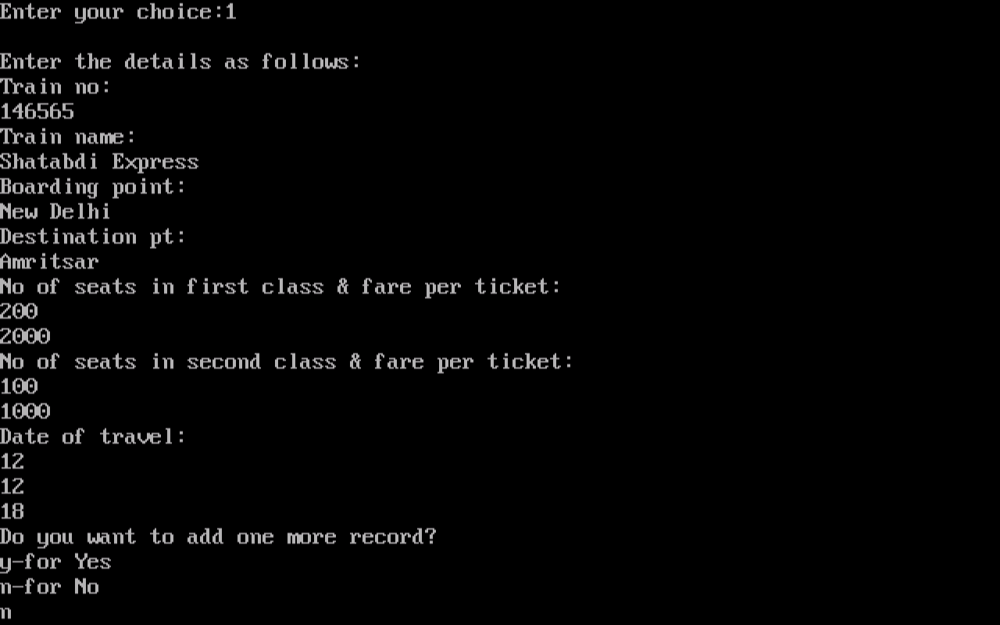 Enter your choice:1
Enter the details as follows:
Train no:
146565
Train name:
Shatabdi Express
Boarding point:
New Delhi
Destination pt:
Amritsar
No of seats in first class & fare per ticket:
200
2000
No of seats in second class & fare per ticket:
100
1000
Date of travel:
12
12
18
Do you want to add one more record?
y-for Yes
n-for No
n